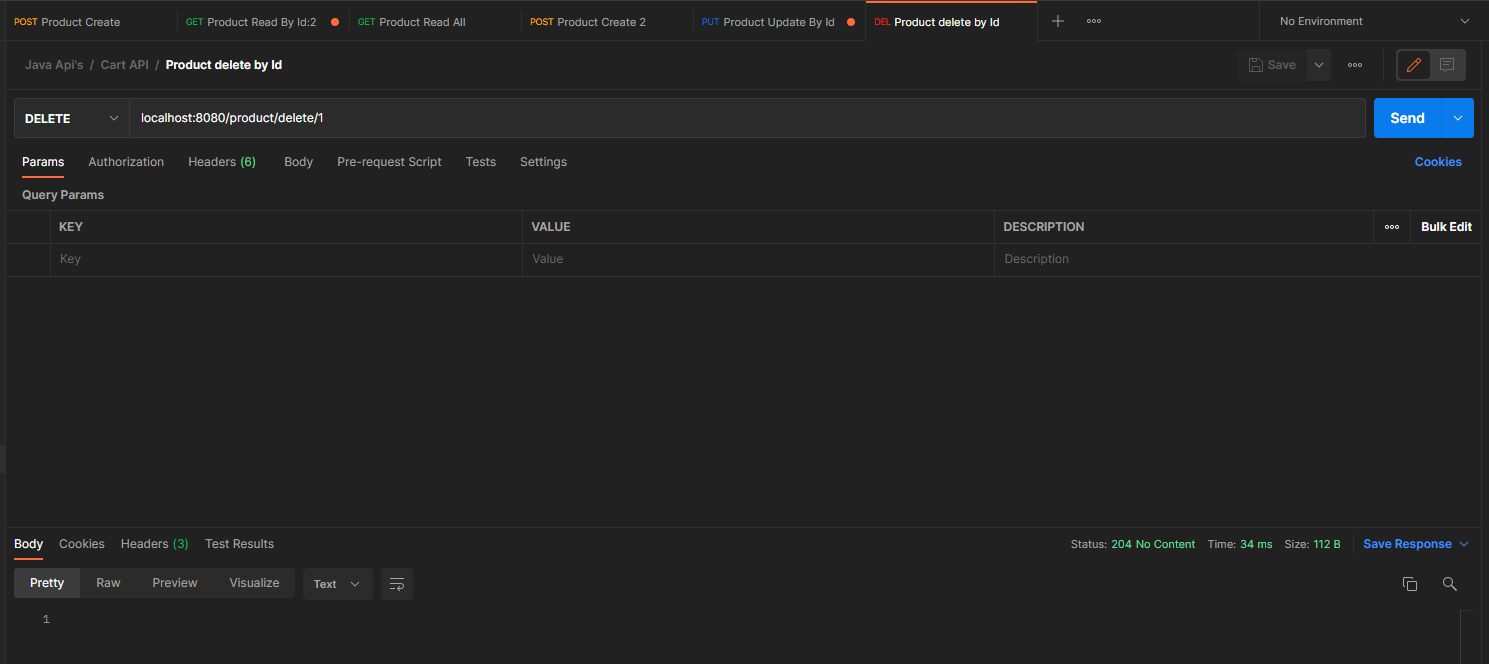 POST Product Create GET Product Read By Id:2 GET Product Read All POST Product Create 2 PUT Product Update By Id DEL Product delete by Id No Environment
Java Api's / Cart API / Product delete by Id Save
DELETE localhost:8080/product/delete/1 Send
Params Authorization Headers (6) Body Pre-request Script Tests Settings Cookies
Query Params
KEY VALUE DESCRIPTION Bulk Edit
Key Value Description
Body Cookies Headers (3) Test Results Status: 204 No Content Time: 34 ms Size: 112 B Save Response
Pretty Raw Preview Visualize Text
1